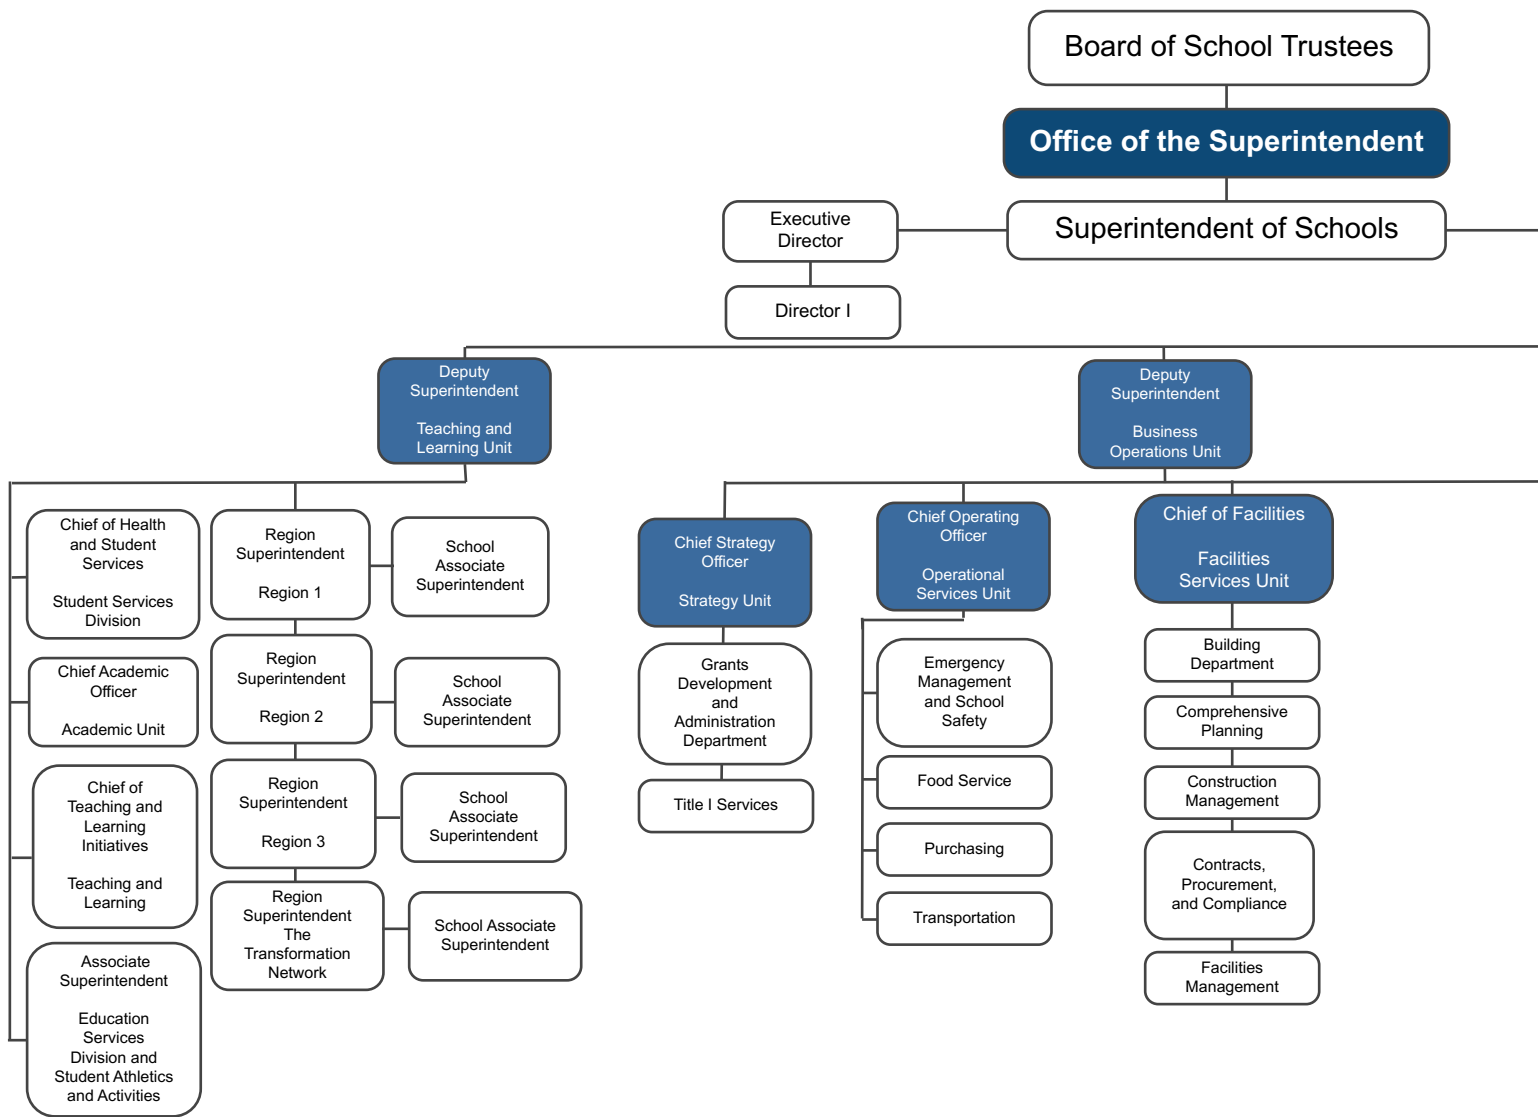 Board of School Trustees
Office of the Superintendent
Superintendent of Schools
Executive
Director
Director I
Deputy
Superintendent
Teaching and
Learning Unit
Deputy
Superintendent
Business
Operations Unit
Chief of Health
and Student
Services
Student Services
Division
Chief Academic
Officer
Academic Unit
Chief of
Teaching and
Learning
Initiatives
Teaching and
Learning
Associate
Superintendent
Education
Services
Division and
Student Athletics
and Activities
Region
Superintendent
Region 1
School
Associate
Superintendent
Region
Superintendent
Region 2
School
Associate
Superintendent
Region
Superintendent
Region 3
School
Associate
Superintendent
Region
Superintendent
The
Transformation
Network
School Associate
Superintendent
Chief Strategy
Officer
Strategy Unit
Grants
Development
and
Administration
Department
Title I Services
Chief Operating
Officer
Operational
Services Unit
Emergency
Management
and School
Safety
Food Service
Purchasing
Transportation
Chief of Facilities
Facilities
Services Unit
Building
Department
Comprehensive
Planning
Construction
Management
Contracts,
Procurement,
and Compliance
Facilities
Management